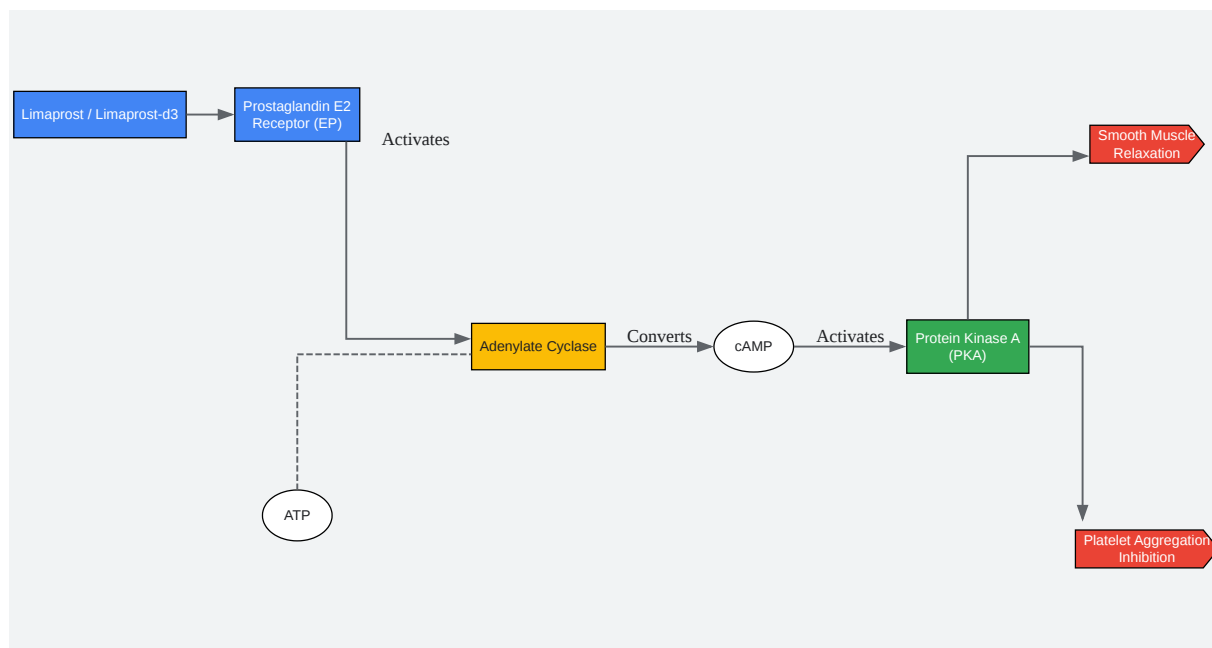 Limaprost / Limaprost-d3
Prostaglandin E2
Receptor (EP)
Activates
Smooth Muscle
Relaxation
Adenylate Cyclase
Converts
cAMP
Activates
Protein Kinase A
(PKA)
ATP
Platelet Aggregation
Inhibition